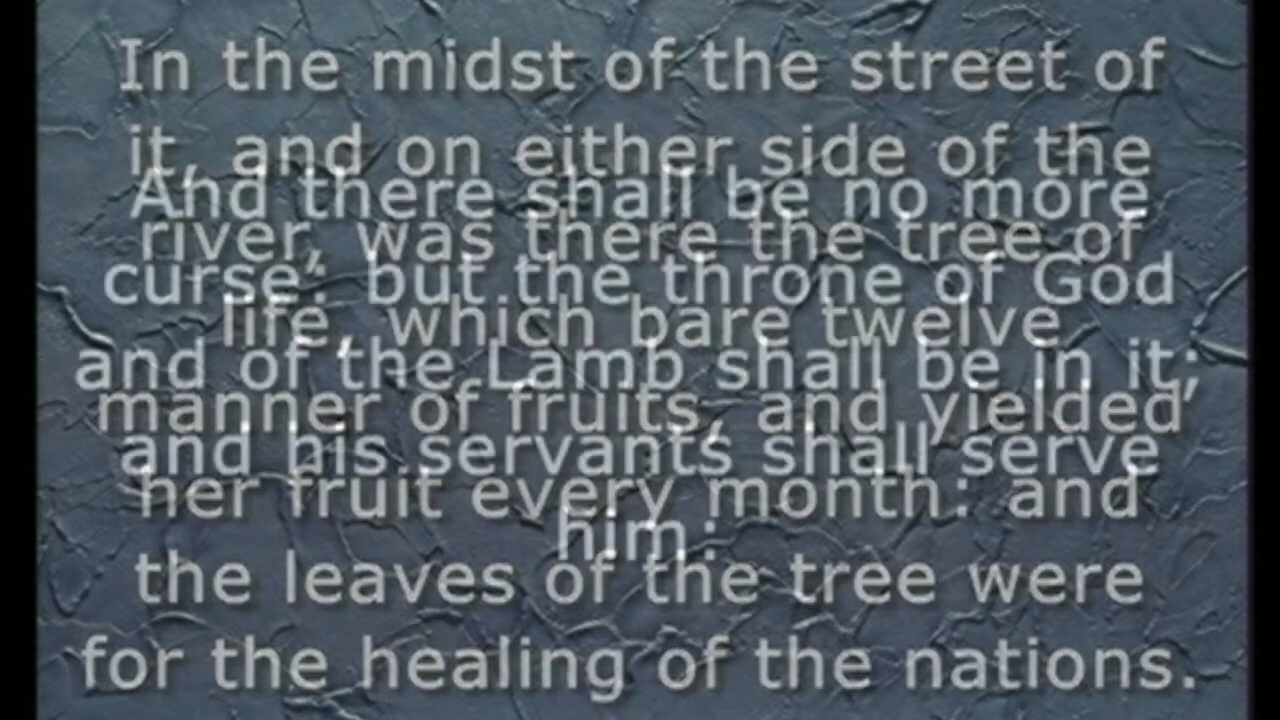 In the midst of the street of
it, and on either side of the
And there shall be no more
river, was there the tree of
curse: but the throne of God
life, which bare twelve
and of the Lamb shall be in it;
manner of fruits, and yielded
and his servants shall serve
her fruit every month: and
him:
the leaves of the tree were
for the healing of the nations.